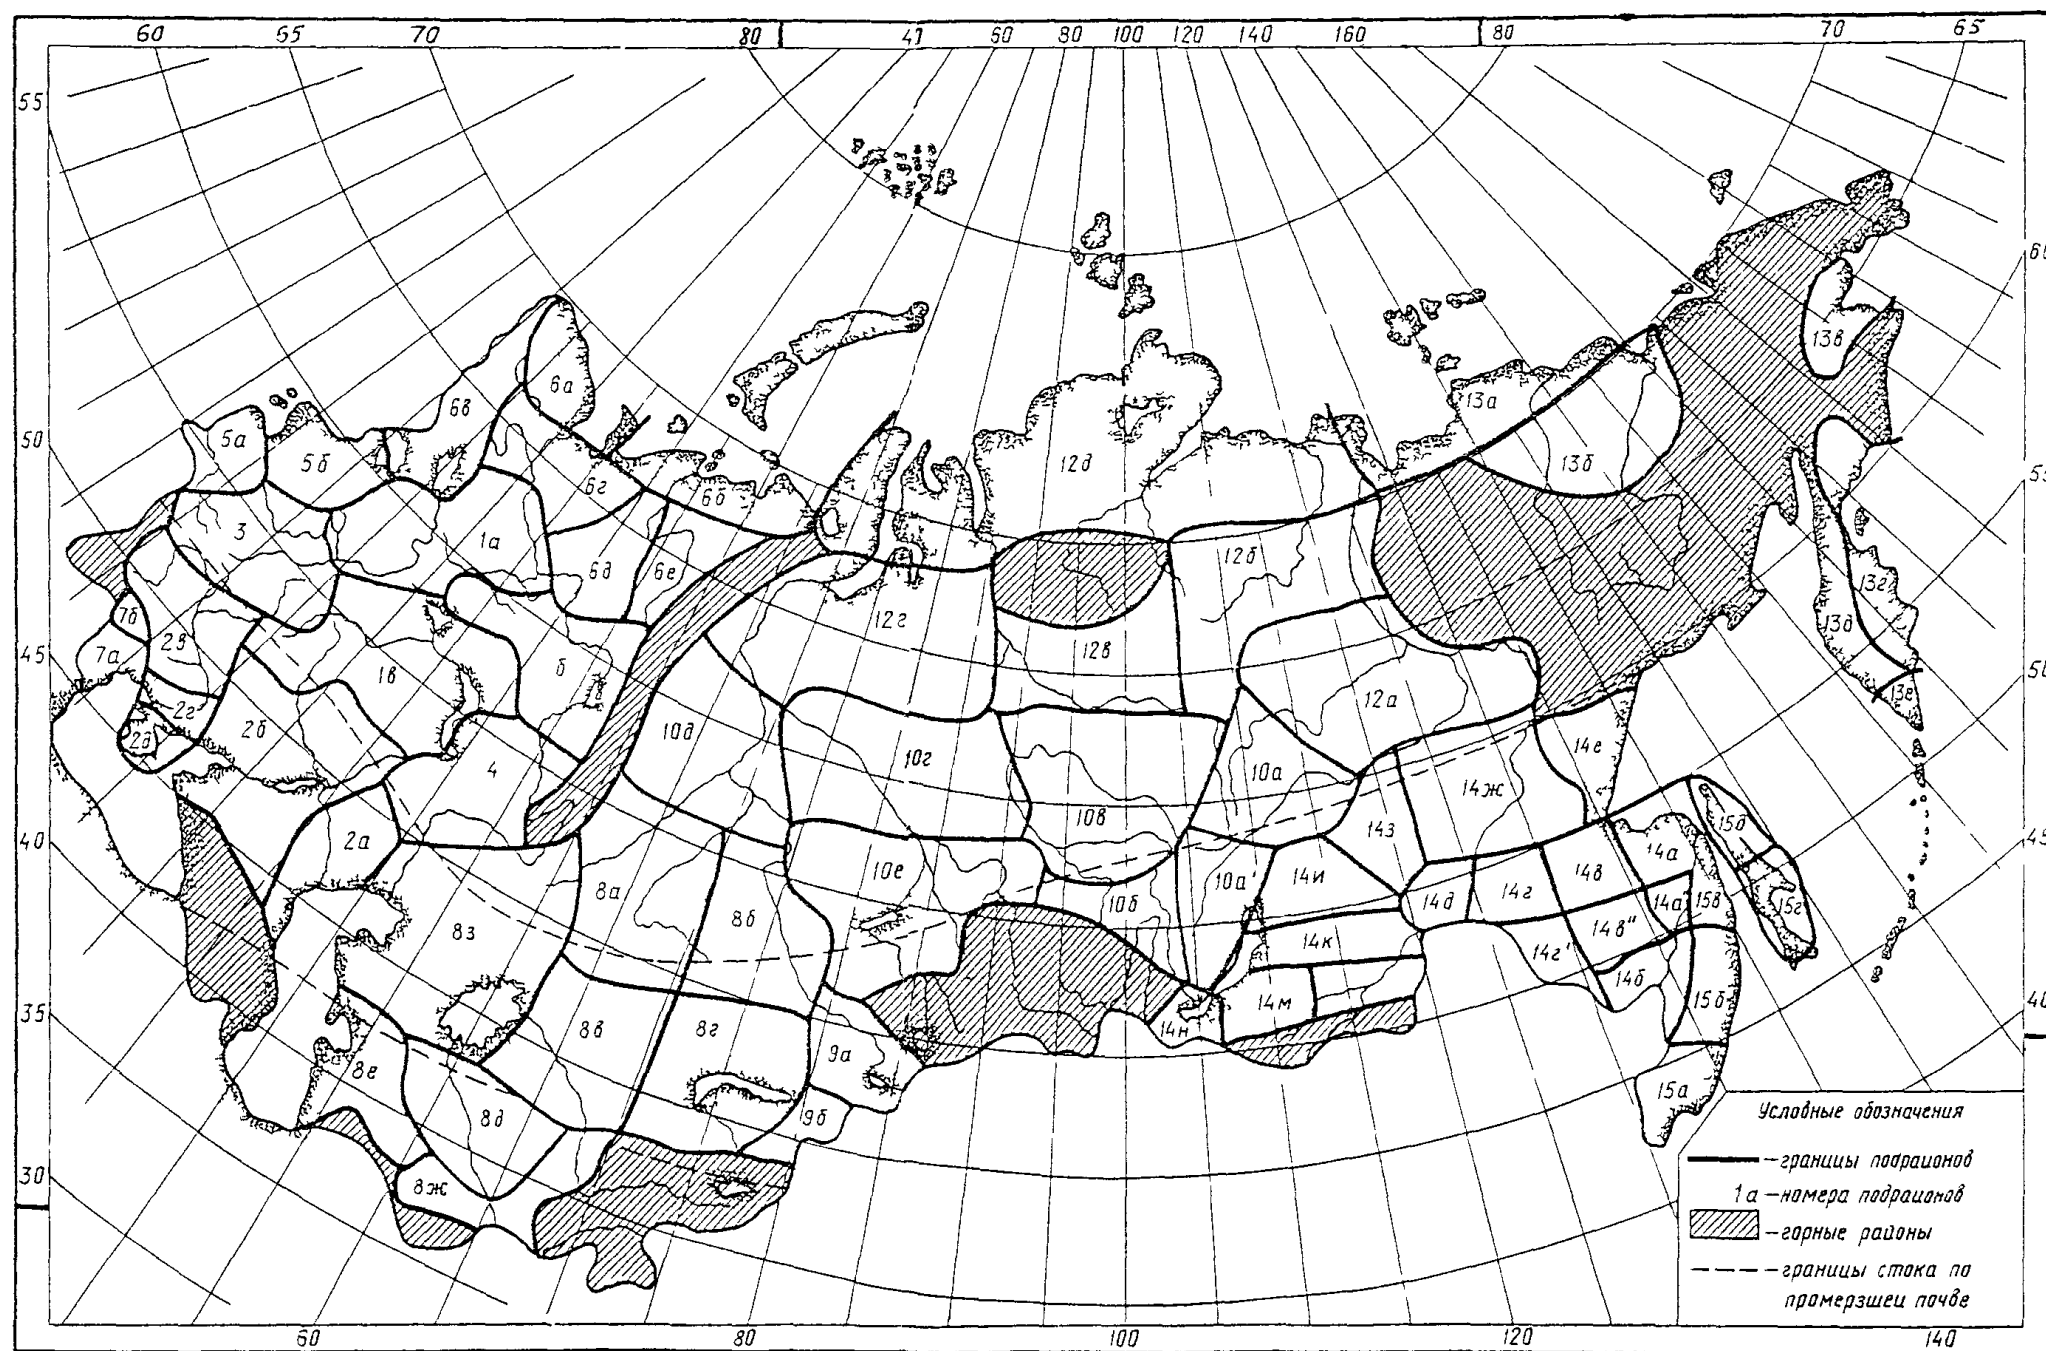 60 65 70 80 41 60 80 100 120 140 160 80 70 65
55
60
50
55
45
50
40
45
35
40
30
60 80 100 120 140
6а
6в
5а
5б
6г
6б
3
1а
6д
6е
7б
7а
2в
2г
2д
2б
1в
б
4
2а
12д
13а
13б
13в
12б
12г
12в
12а
13г
13д
13е
10д
10г
10в
10а
14е
14ж
14з
15д
15г
10е
10б
10а'
14и
14д
14г
14в
14а
14а'
15в
14к
14г'
14в"
14б
15б
15а
14м
14н
8а
8б
8з
8в
8г
9а
9б
8е
8д
8ж
Условные обозначения
—границы подрайонов
1а —номера подрайонов
—горные районы
—границы стока по
промерзшей почве